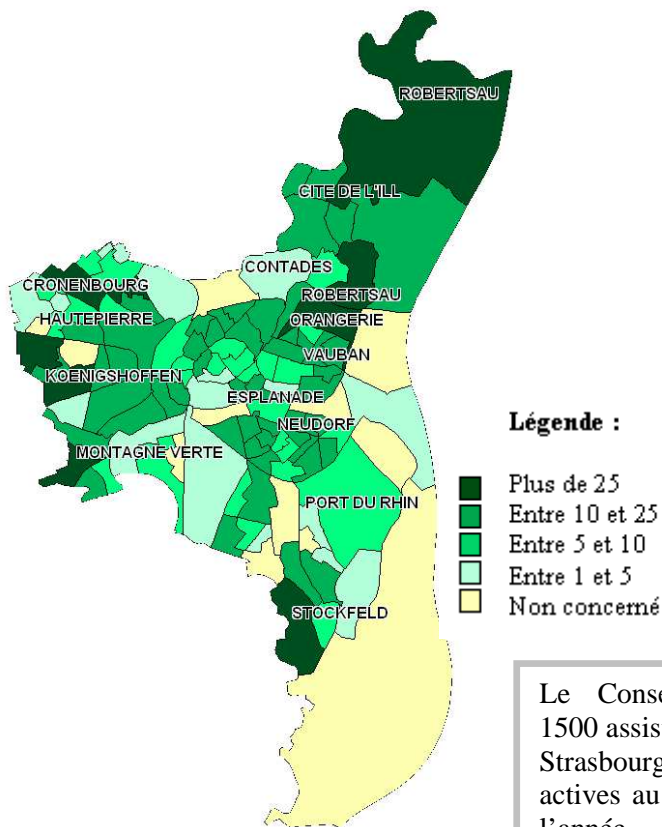 ROBERTSAU
CITE DE L'ILL
CONTADES
CRONENBOURG
ROBERTSAU
HAUTEPIERRE
ORANGERIE
VAUBAN
KOENIGSHOFFEN
ESPLANADE
NEUDORF
MONTAGNE VERTE
PORT DU RHIN
STOCKFELD
Légende :
Plus de 25
Entre 10 et 25
Entre 5 et 10
Entre 1 et 5
Non concerné
Le Conse
1500 assis
Strasbourg
actives au
l'année